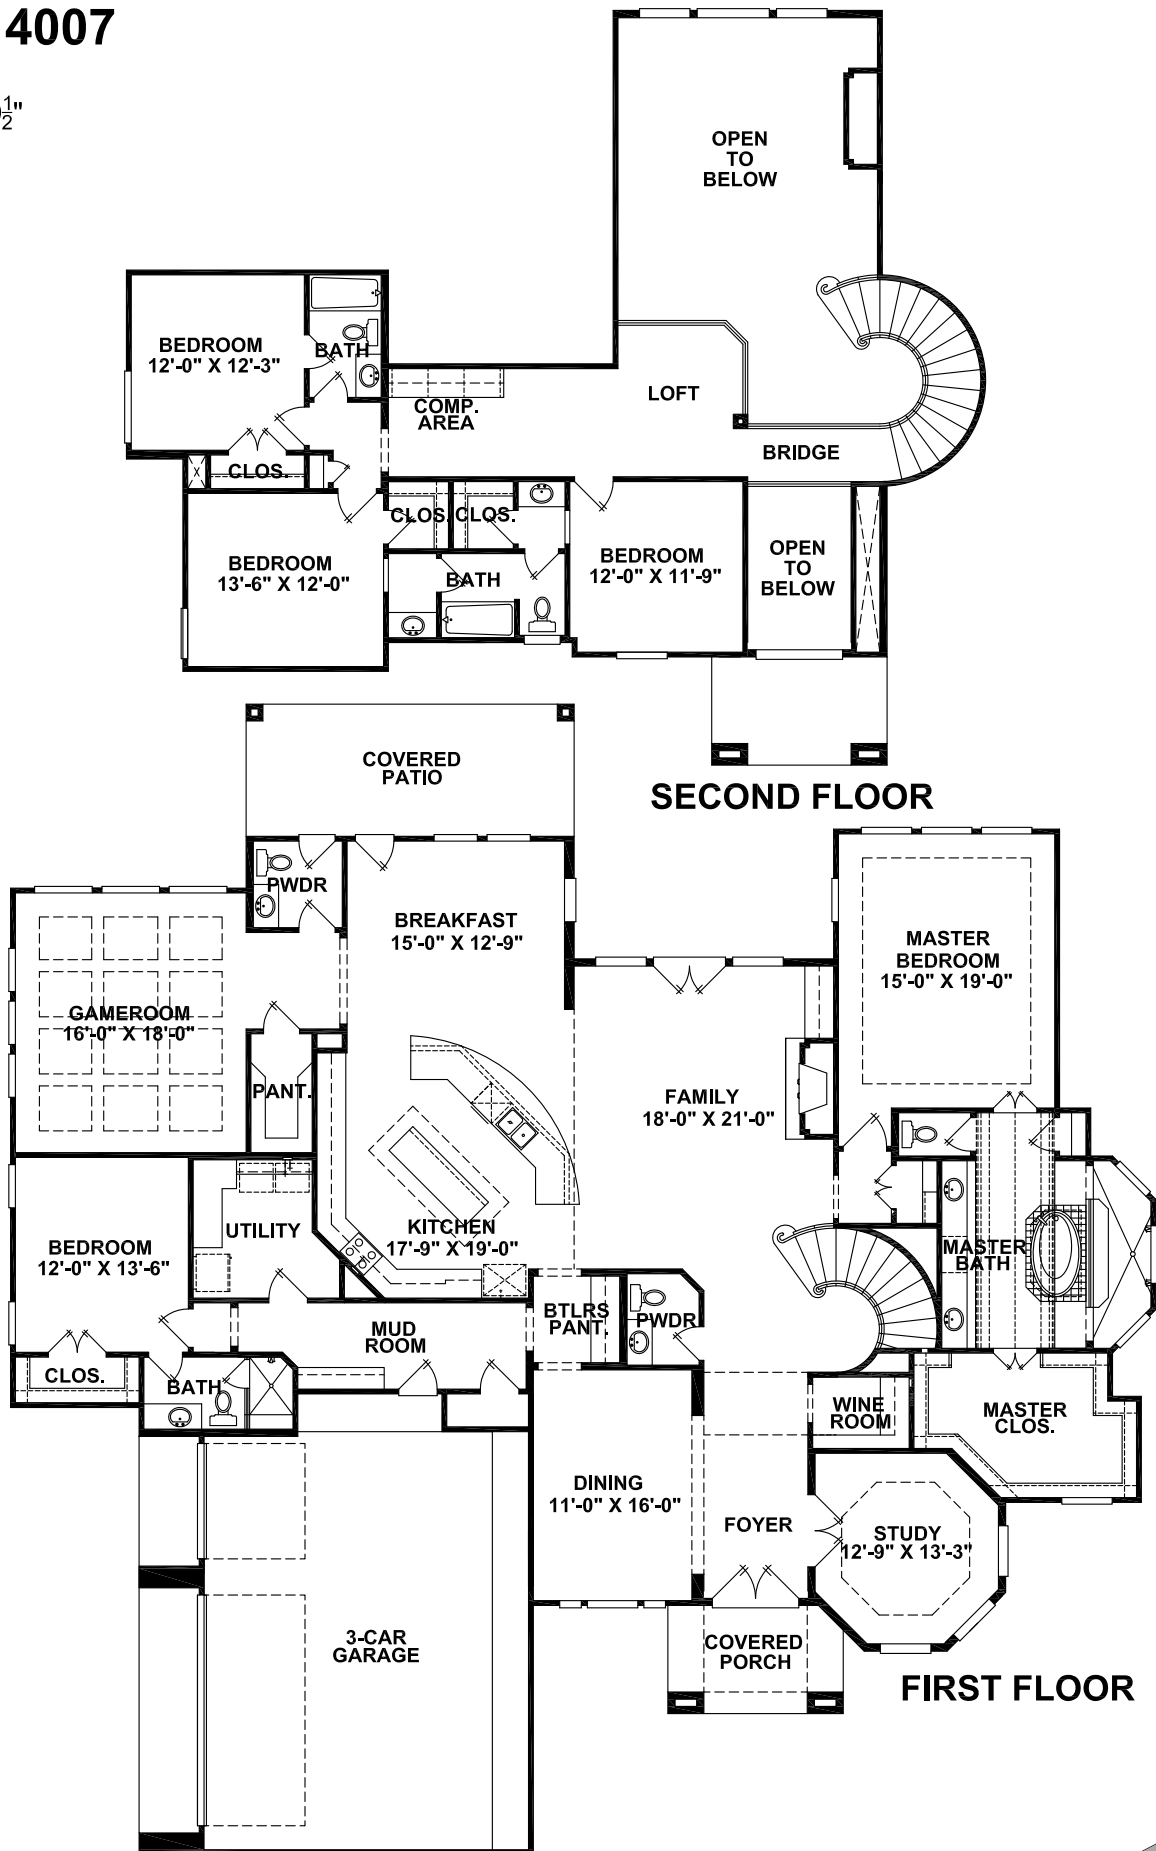 4007
1/2"
OPEN
TO
BELOW
BEDROOM
12'-0" X 12'-3"
BATH
LOFT
COMP.
AREA
BRIDGE
CLOS.
CLOS.
CLOS.
BEDROOM
13'-6" X 12'-0"
BATH
BEDROOM
12'-0" X 11'-9"
OPEN
TO
BELOW
SECOND FLOOR
COVERED
PATIO
PWDR
BREAKFAST
15'-0" X 12'-9"
MASTER
BEDROOM
15'-0" X 19'-0"
GAMEROOM
16'-0" X 18'-0"
PANT.
FAMILY
18'-0" X 21'-0"
UTILITY
KITCHEN
17'-9" X 19'-0"
BEDROOM
12'-0" X 13'-6"
MASTER
BATH
BTLRS
PANT.
PWDR
MUD
ROOM
CLOS.
BATH
WINE
ROOM
MASTER
CLOS.
DINING
11'-0" X 16'-0"
FOYER
STUDY
12'-9" X 13'-3"
3-CAR
GARAGE
COVERED
PORCH
FIRST FLOOR